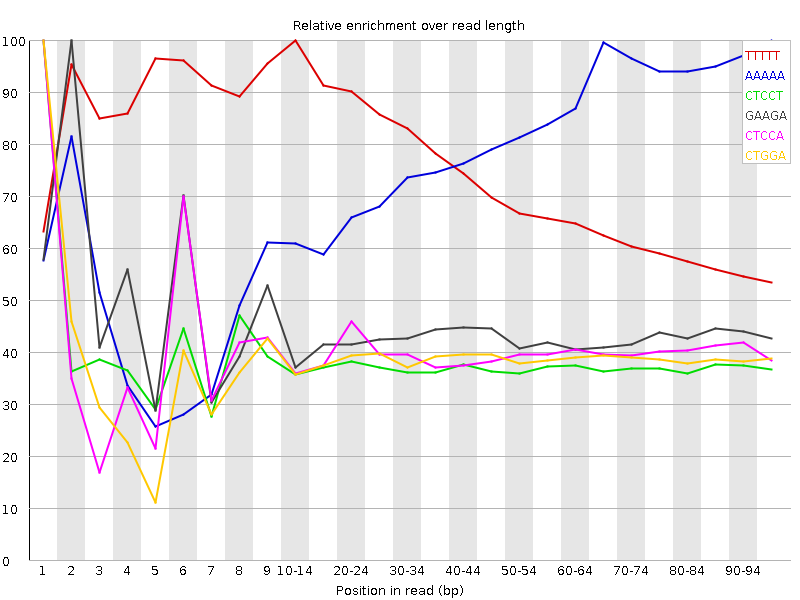 Relative enrichment over read length
100
90
80
70
60
50
40
30
20
10
0
TTTTT
AAAAA
CTCCT
GAAGA
CTCCA
CTGGA
1 2 3 4 5 6 7 8 9 10-14 20-24 30-34 40-44 50-54 60-64 70-74 80-84 90-94
Position in read (bp)